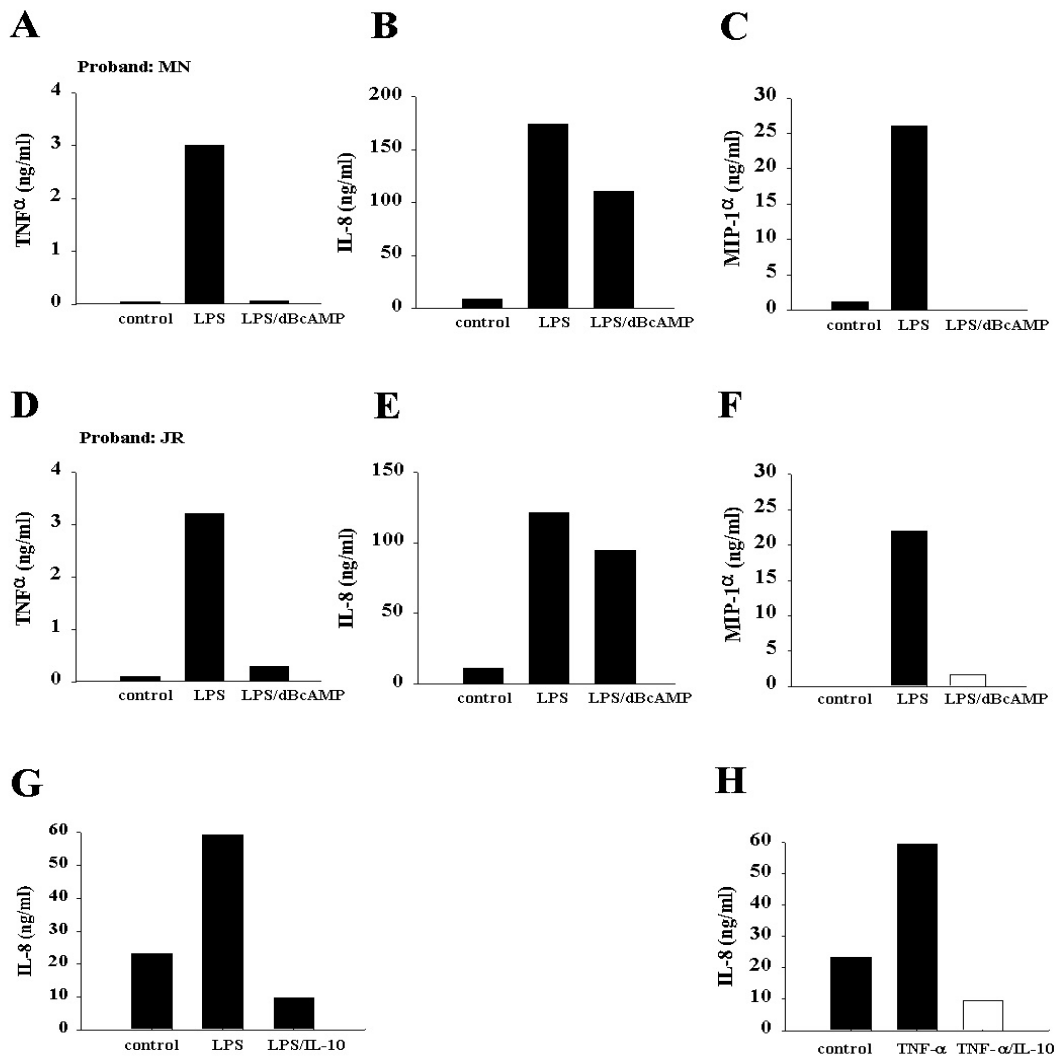 A
B
C
Proband: MN
TNFα (ng/ml)
4
3
2
1
0
control LPS LPS/dBcAMP
IL-8 (ng/ml)
200
150
100
50
0
control LPS LPS/dBcAMP
MIP-1α (ng/ml)
30
25
20
15
10
5
0
control LPS LPS/dBcAMP
D
E
F
Proband: JR
TNFα (ng/ml)
4
3
2
1
0
control LPS LPS/dBcAMP
IL-8 (ng/ml)
150
100
50
0
control LPS LPS/dBcAMP
MIP-1α (ng/ml)
30
25
20
15
10
5
0
control LPS LPS/dBcAMP
G
H
IL-8 (ng/ml)
60
50
40
30
20
10
0
control LPS LPS/IL-10
IL-8 (ng/ml)
60
50
40
30
20
10
0
control TNF-α TNF-α/IL-10